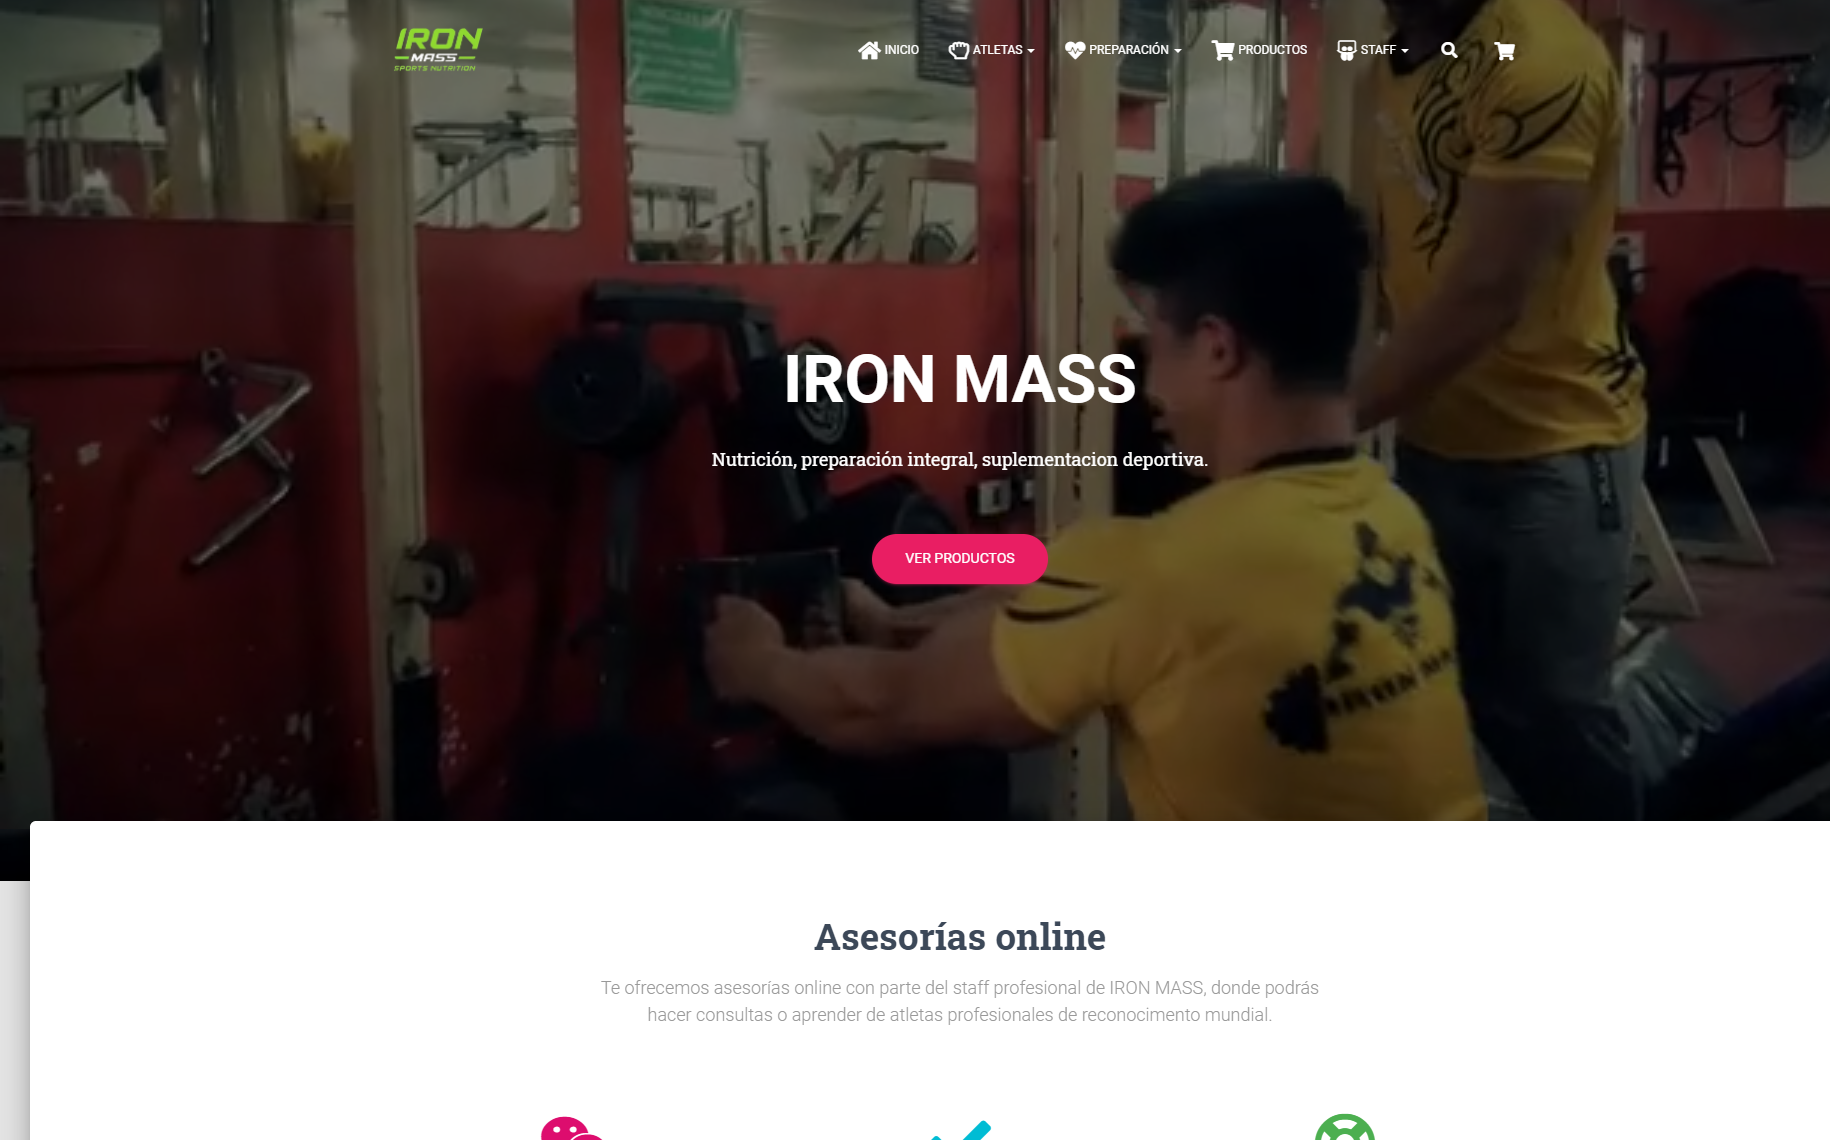 IRON
MASS
SPORTS NUTRITION
INICIO
ATLETAS
PREPARACIÓN
PRODUCTOS
STAFF
IRON MASS
Nutrición, preparación integral, suplementacion deportiva.
VER PRODUCTOS
IRON MA
Asesorías online
Te ofrecemos asesorías online con parte del staff profesional de IRON MASS, donde podrás
hacer consultas o aprender de atletas profesionales de reconocimento mundial.